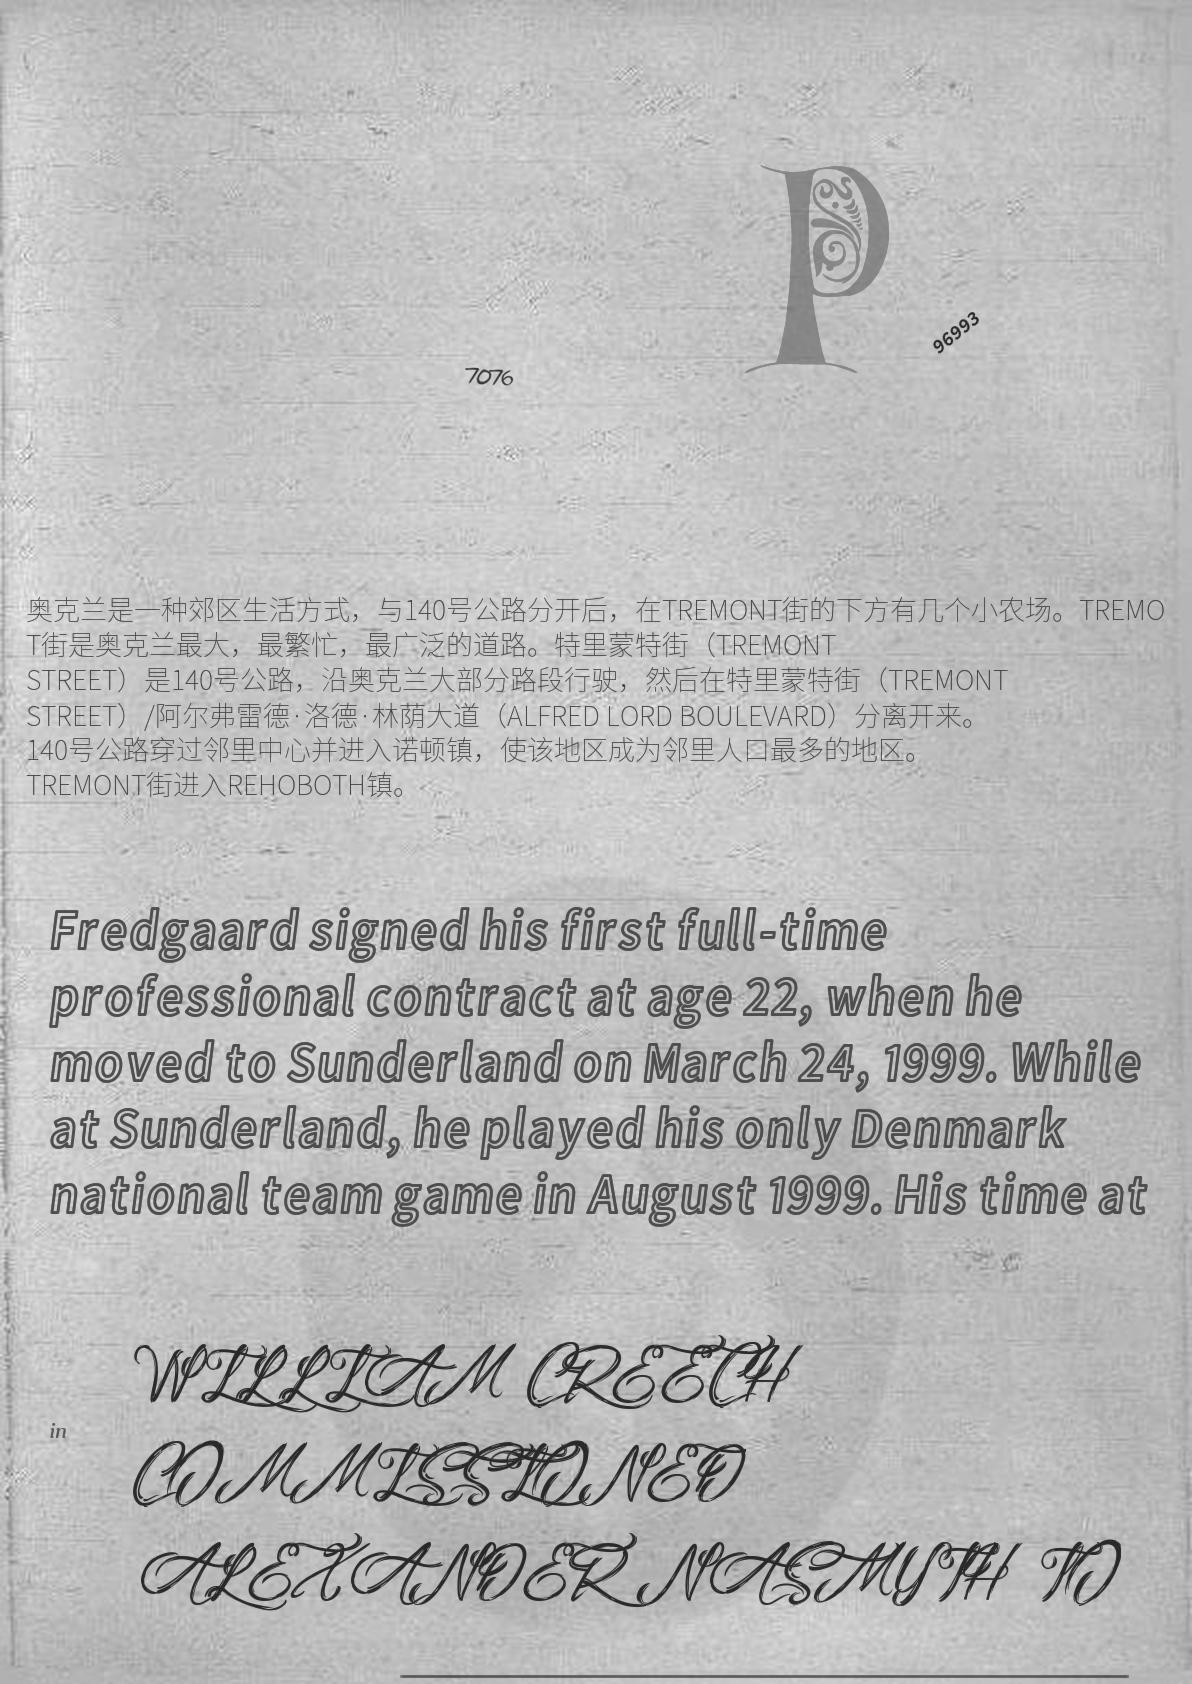 P
96993
7076
奥克兰是一种郊区生活方式，与140号公路分开后，在TREMONT街的下方有几个小农场。TREMO
T街是奥克兰最大，最繁忙，最广泛的道路。特里蒙特街（TREMONT
STREET）是140号公路，沿奥克兰大部分路段行驶，然后在特里蒙特街（TREMONT
STREET）/阿尔弗雷德·洛德·林荫大道（ALFRED LORD BOULEVARD）分离开来。
140号公路穿过邻里中心并进入诺顿镇，使该地区成为邻里人口最多的地区。
TREMONT街进入REHOBOTH镇。
Fredgaard signed his first full-time
professional contract at age 22, when he
moved to Sunderland on March 24, 1999. While
at Sunderland, he played his only Denmark
national team game in August 1999. His time at
WILLIAM CREECH
in
COMMISSIONED
ALEXANDER NASMYTH TO